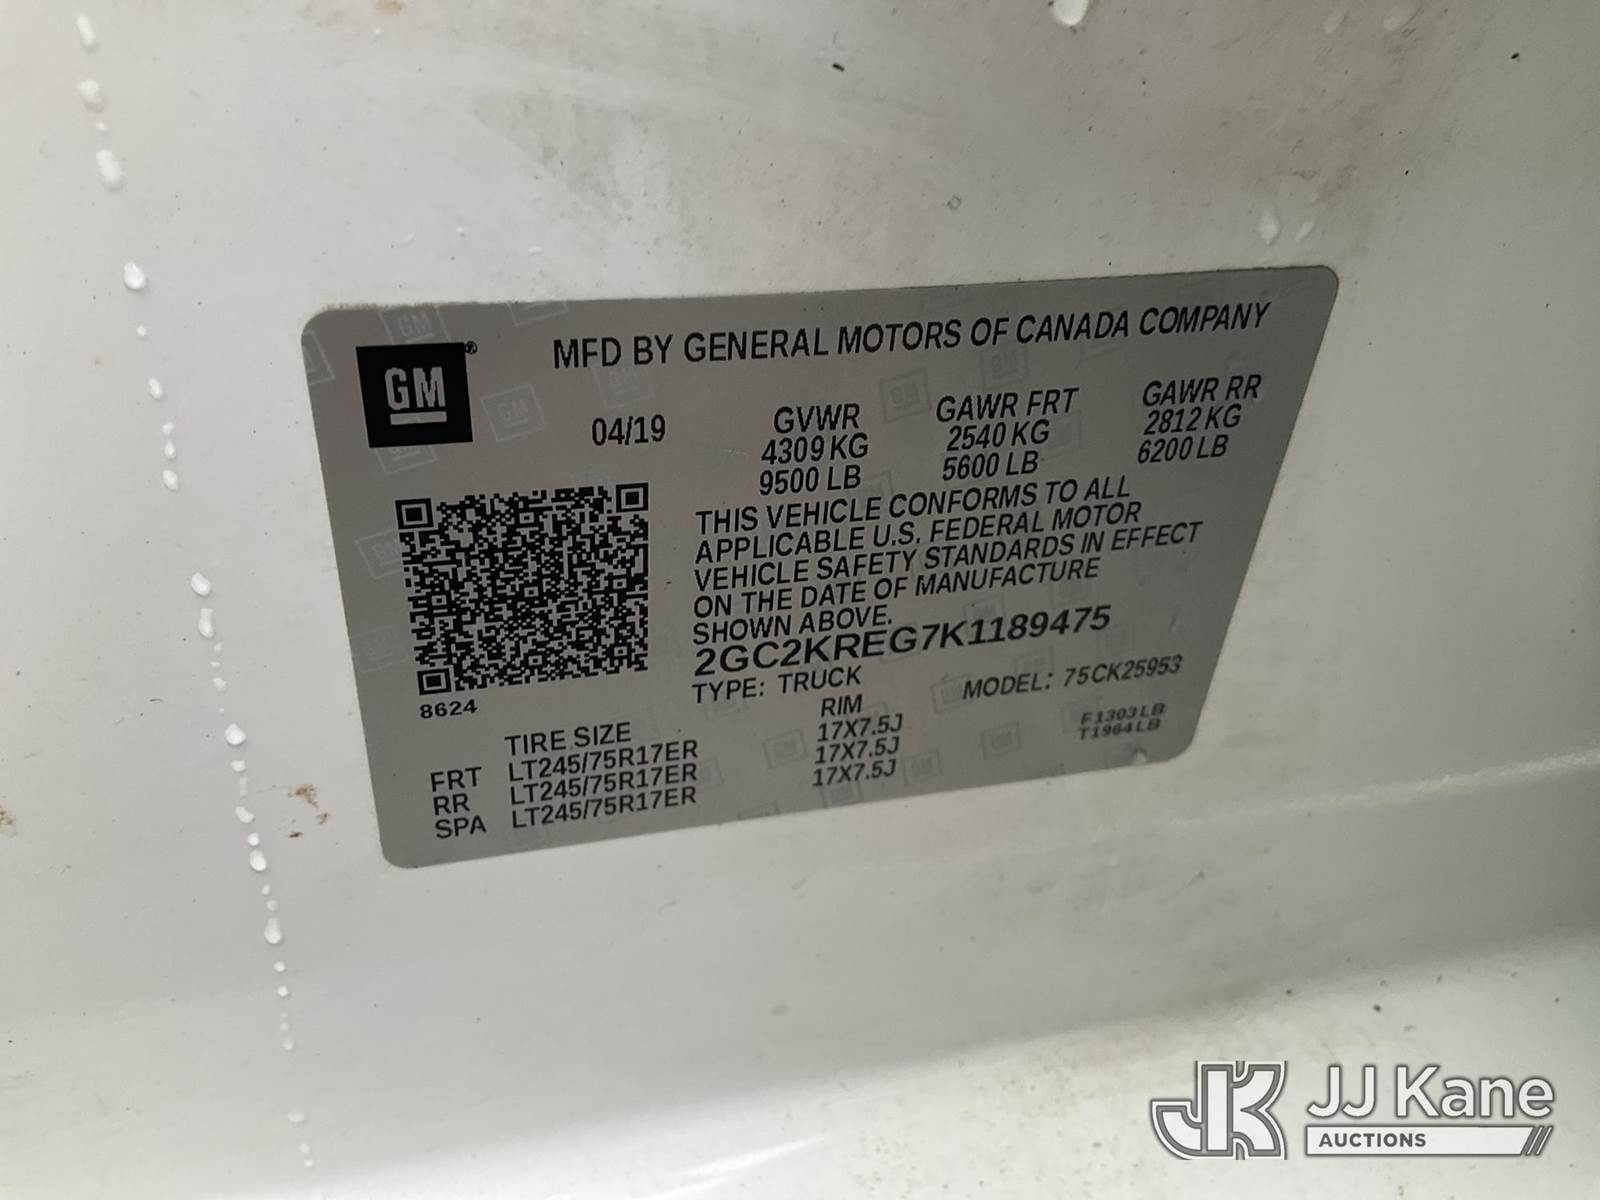 GM
MFD BY GENERAL MOTORS OF CANADA COMPANY
04/19
GVWR
4309 KG
9500 LB
GAWR FRT
2540 KG
5600 LB
GAWR RR
2812 KG
6200 LB
THIS VEHICLE CONFORMS TO ALL
APPLICABLE U.S. FEDERAL MOTOR
VEHICLE SAFETY STANDARDS IN EFFECT
ON THE DATE OF MANUFACTURE
SHOWN ABOVE.
2GC2KREG7K1189475
TYPE: TRUCK
MODEL: 75CK25953
8624
TIRE SIZE RIM
FRT LT245/75R17ER 17X7.5J
RR LT245/75R17ER 17X7.5J
SPA LT245/75R17ER 17X7.5J
F1303LB
T1964LB
JJ Kane
AUCTIONS